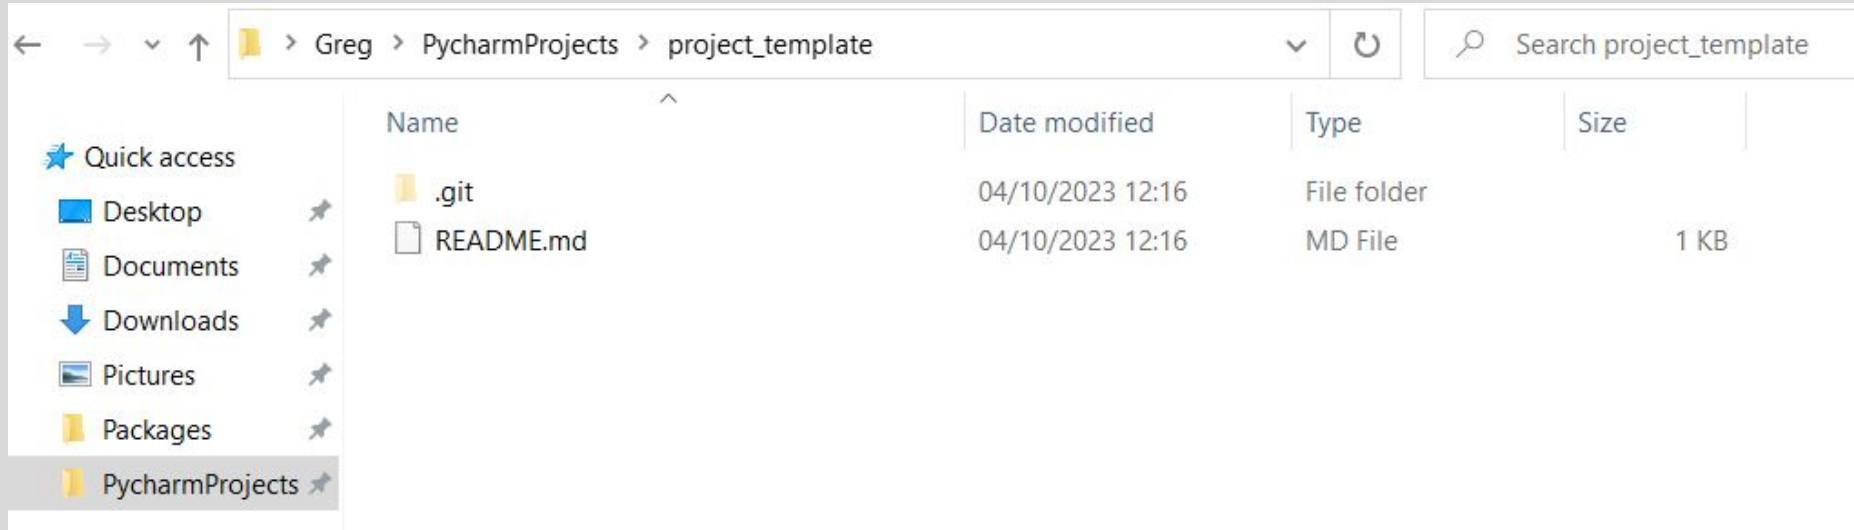 Greg > PycharmProjects > project_template
Search project_template
Name Date modified Type Size
Quick access
Desktop
Documents
Downloads
Pictures
Packages
PycharmProjects
.git 04/10/2023 12:16 File folder
README.md 04/10/2023 12:16 MD File 1 KB